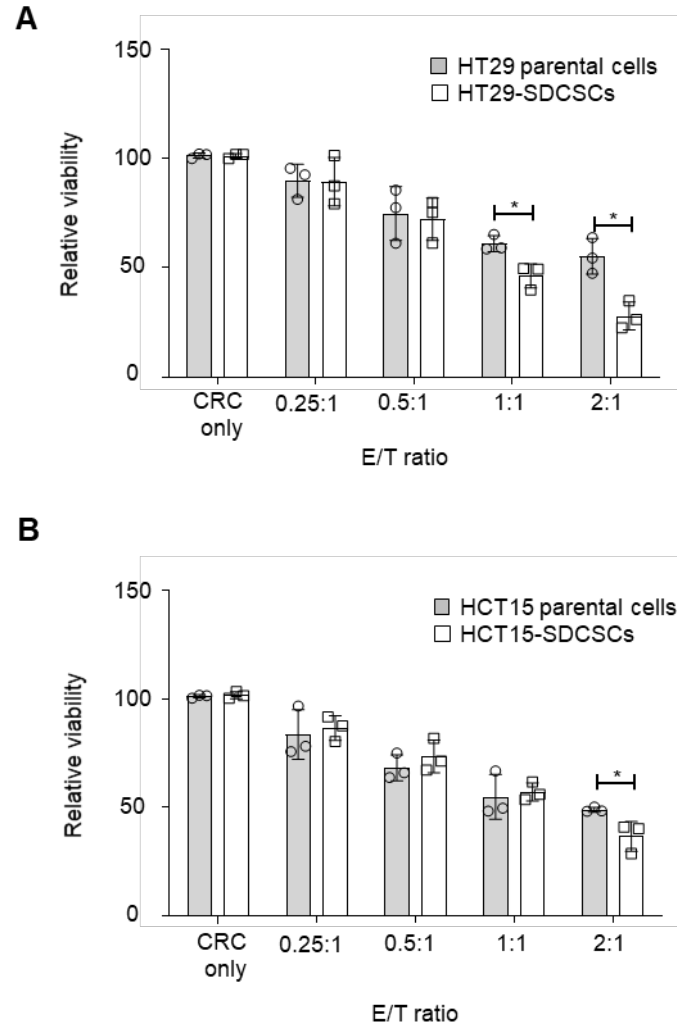 A
150
HT29 parental cells
HT29-SDCSCs
100
*
*
50
0
Relative viability
CRC only
0.25:1
0.5:1
1:1
2:1
E/T ratio
B
150
HCT15 parental cells
HCT15-SDCSCs
100
*
50
0
Relative viability
CRC only
0.25:1
0.5:1
1:1
2:1
E/T ratio